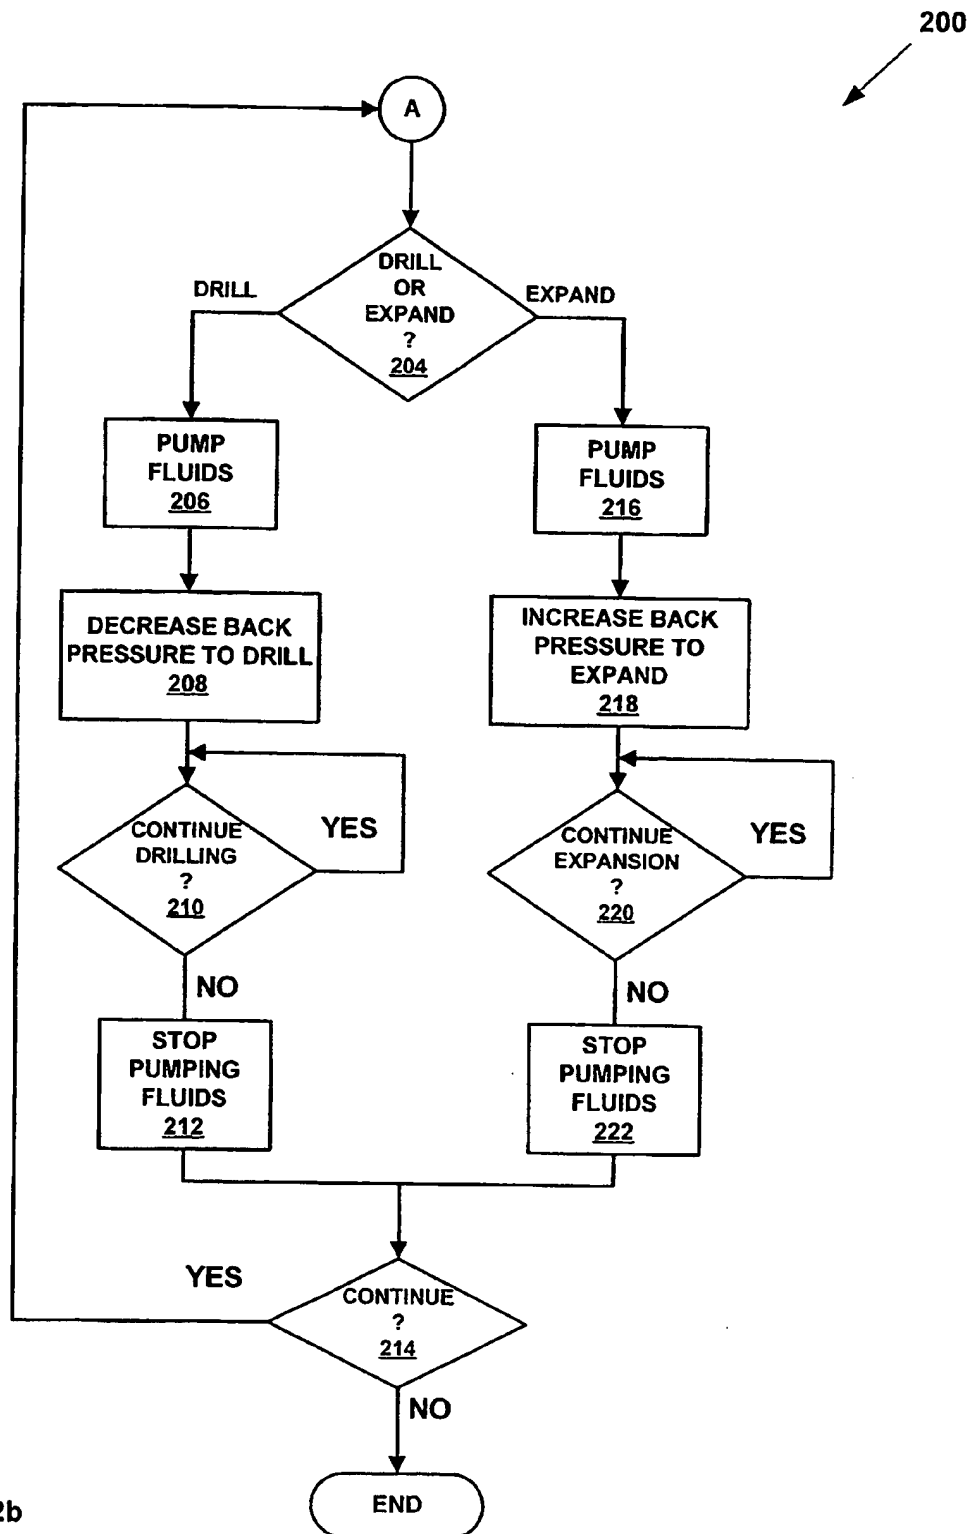 200
A
DRILL
OR
EXPAND
?
204
DRILL
EXPAND
PUMP
FLUIDS
206
PUMP
FLUIDS
216
DECREASE BACK
PRESSURE TO DRILL
208
INCREASE BACK
PRESSURE TO
EXPAND
218
CONTINUE
DRILLING
?
210
YES
CONTINUE
EXPANSION
?
220
YES
NO
NO
STOP
PUMPING
FLUIDS
212
STOP
PUMPING
FLUIDS
222
YES
CONTINUE
?
214
NO
END
2b